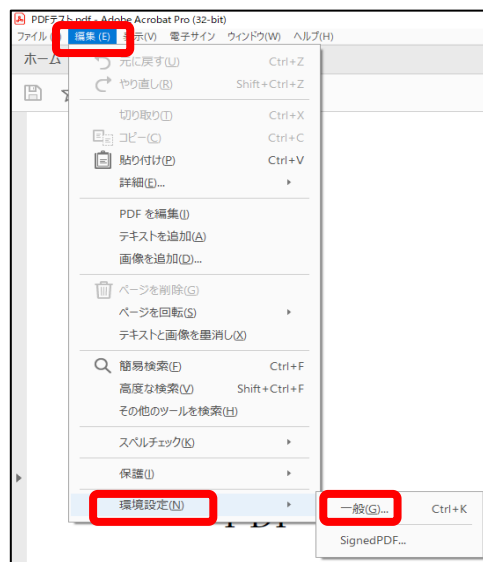 PDFテスト.pdf - Adobe Acrobat Pro (32-bit)
ファイル 編集(E) 表示(V) 電子サイン ウィンドウ(W) ヘルプ(H)
ホーム
元に戻す(U) Ctrl+Z
やり直し(R) Shift+Ctrl+Z
切り取り(T) Ctrl+X
コピー(C) Ctrl+C
貼り付け(P) Ctrl+V
詳細(E)...
PDF を編集(I)
テキストを追加(A)
画像を追加(D)...
ページを削除(G)
ページを回転(S)
テキストと画像を墨消し(X)
簡易検索(F) Ctrl+F
高度な検索(V) Shift+Ctrl+F
その他のツールを検索(H)
スペルチェック(K)
保護(I)
環境設定(N)
一般(G)... Ctrl+K
SignedPDF...
PDF